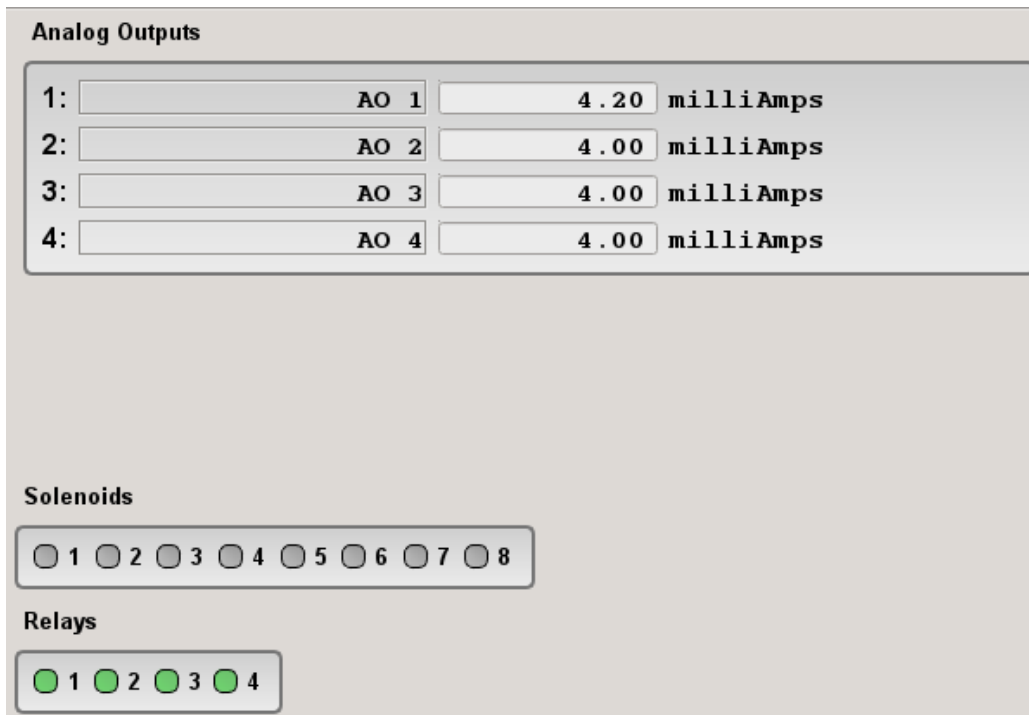 Analog Outputs
1: AO 1 4.20 milliAmps
2: AO 2 4.00 milliAmps
3: AO 3 4.00 milliAmps
4: AO 4 4.00 milliAmps
Solenoids
1 2 3 4 5 6 7 8
Relays
1 2 3 4